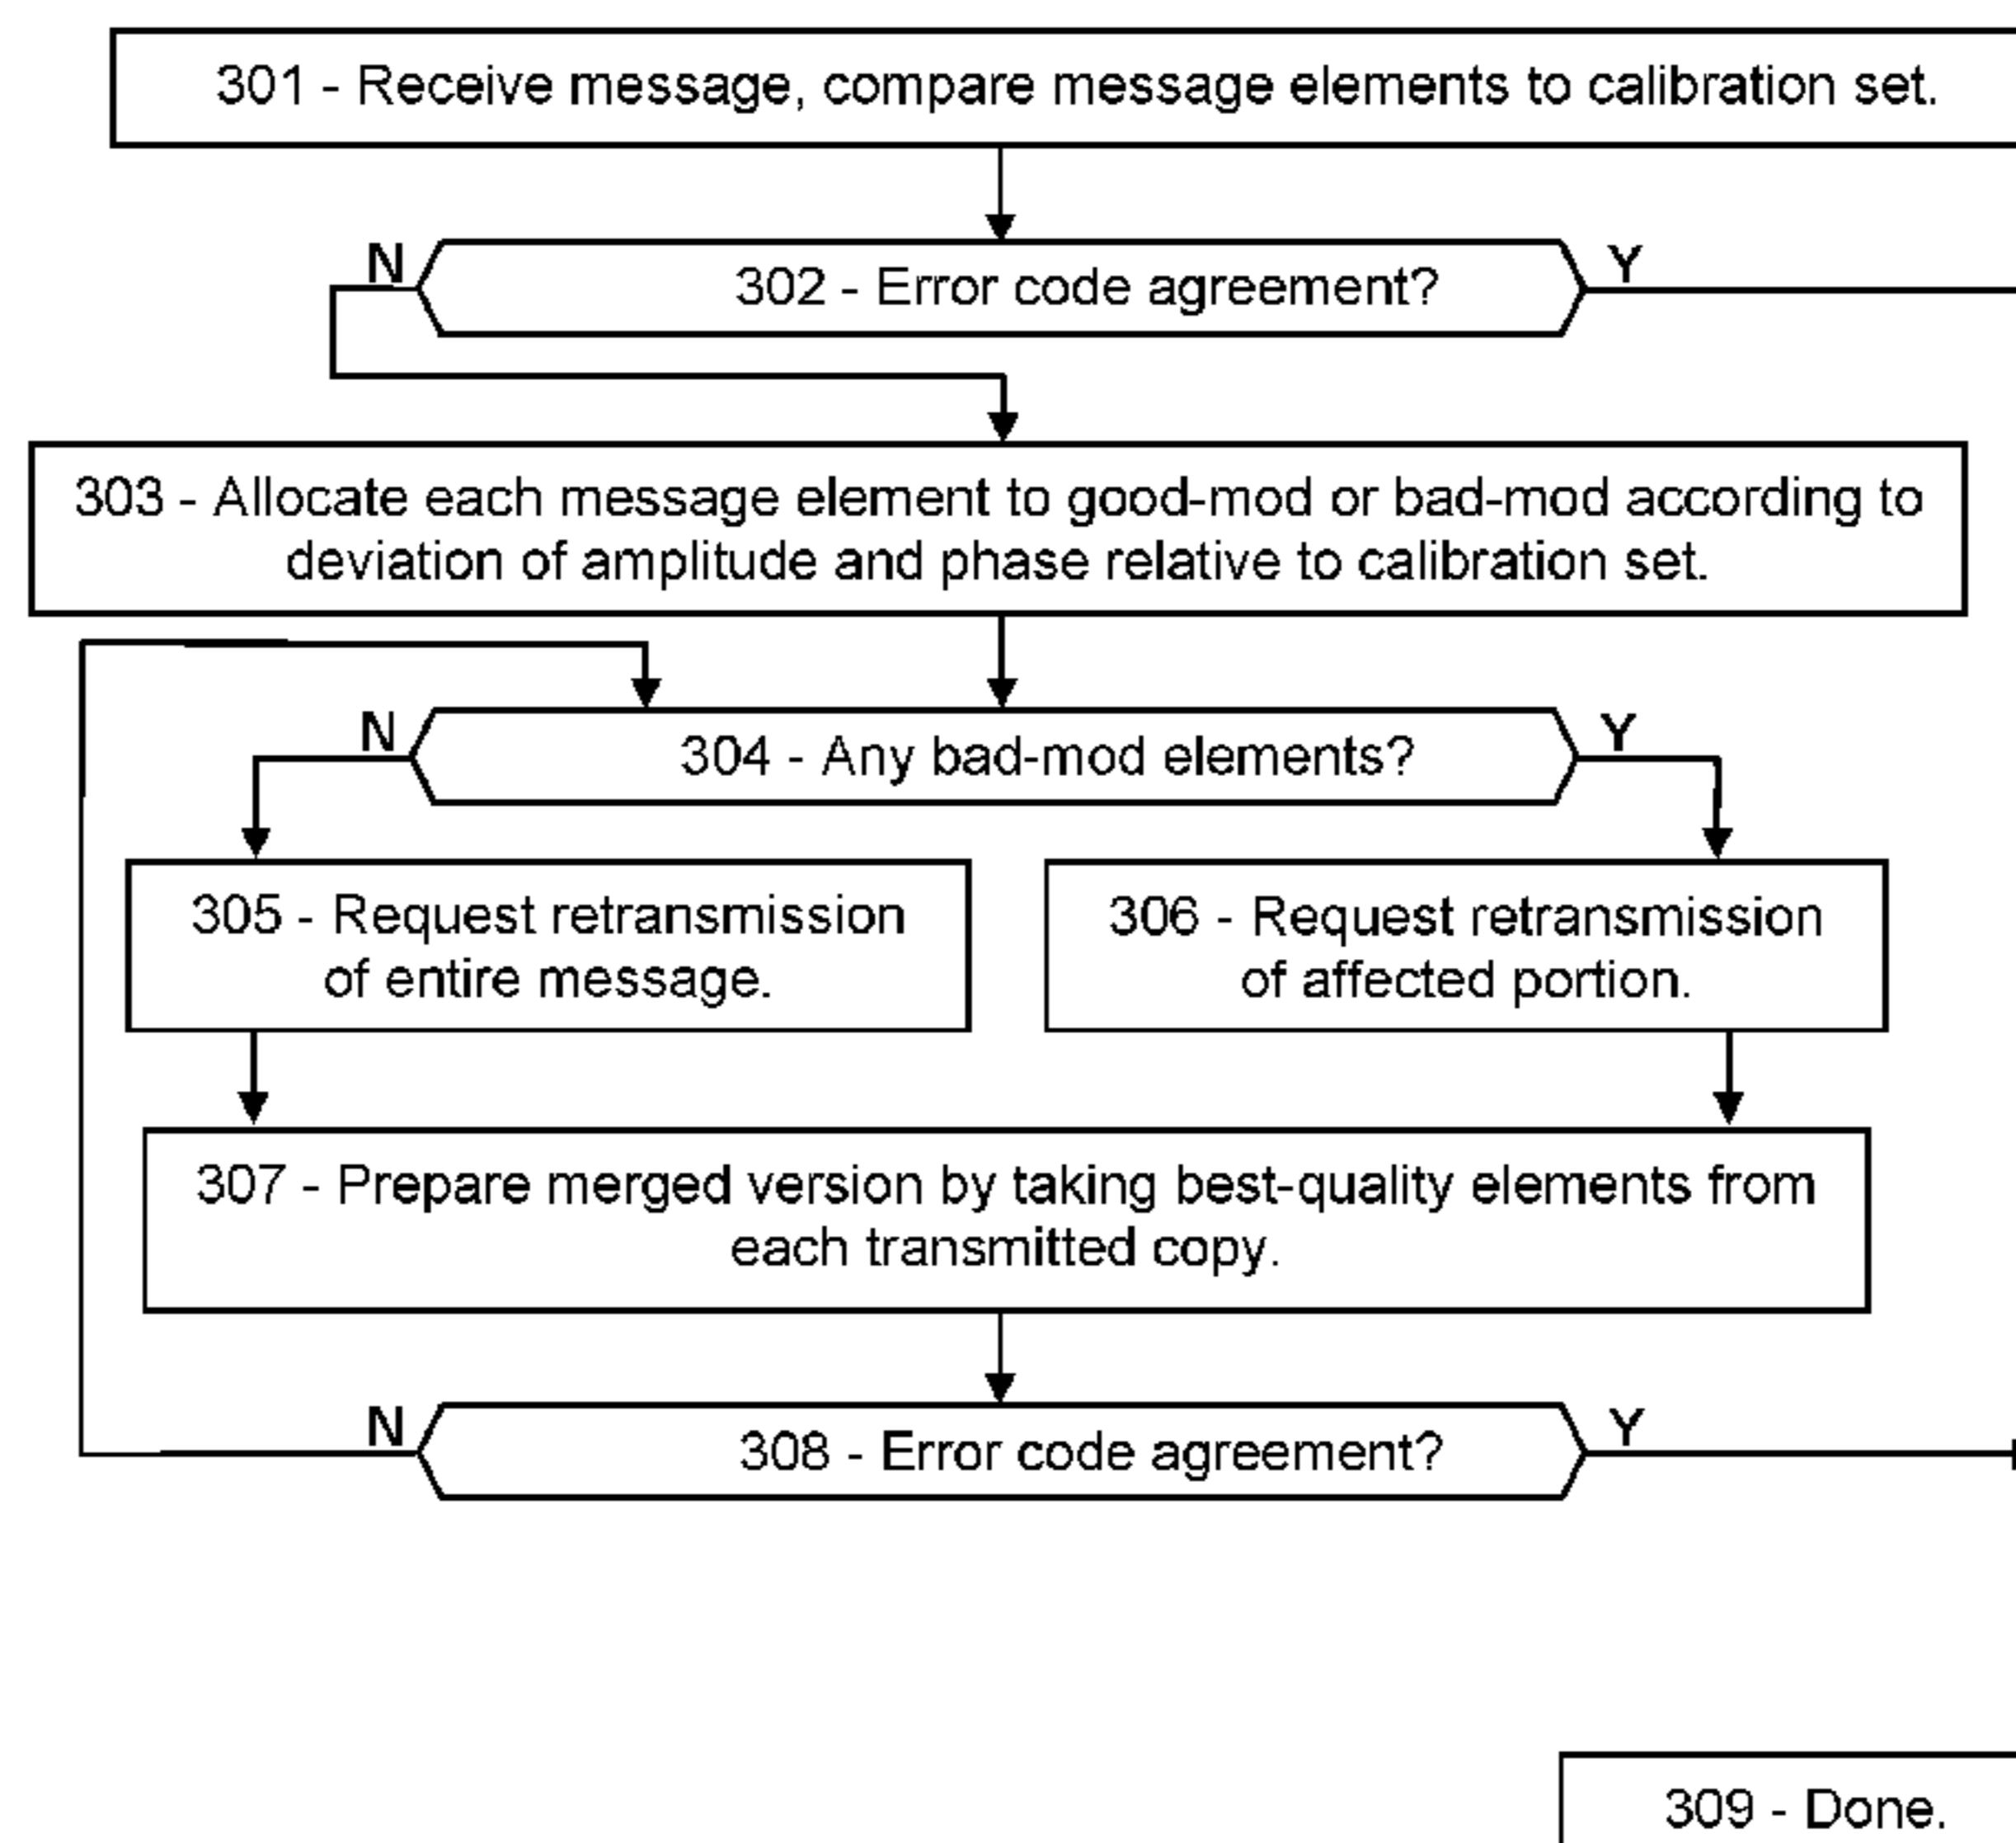 301 - Receive message, compare message elements to calibration set.
N
302 - Error code agreement?
Y
303 - Allocate each message element to good-mod or bad-mod according to
deviation of amplitude and phase relative to calibration set.
N
304 - Any bad-mod elements?
Y
305 - Request retransmission
of entire message.
306 - Request retransmission
of affected portion.
307 - Prepare merged version by taking best-quality elements from
each transmitted copy.
N
308 - Error code agreement?
Y
309 - Done.